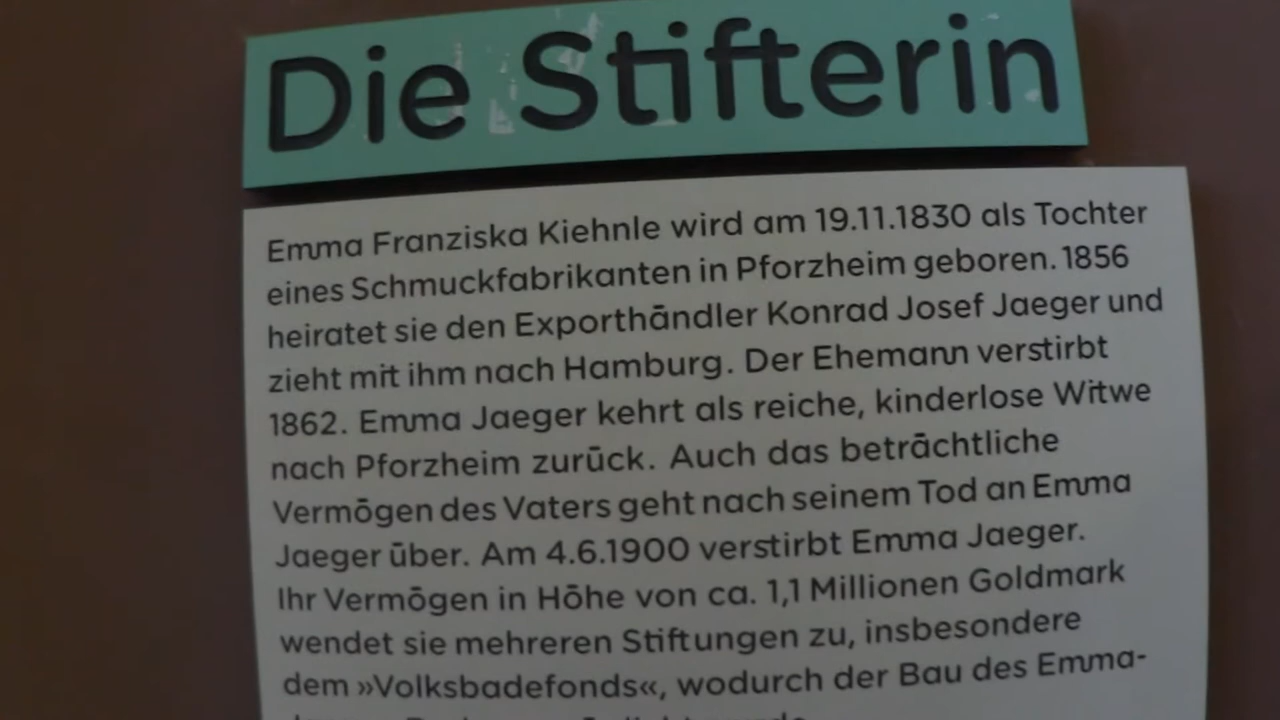 Die Stifterin
Emma Franziska Kiehnle wird am 19.11.1830 als Tochter
eines Schmuckfabrikanten in Pforzheim geboren. 1856
heiratet sie den Exporthändler Konrad Josef Jaeger und
zieht mit ihm nach Hamburg. Der Ehemann verstirbt
1862. Emma Jaeger kehrt als reiche, kinderlose Witwe
nach Pforzheim zurück. Auch das beträchtliche
Vermögen des Vaters geht nach seinem Tod an Emma
Jaeger über. Am 4.6.1900 verstirbt Emma Jaeger.
Ihr Vermögen in Höhe von ca. 1,1 Millionen Goldmark
wendet sie mehreren Stiftungen zu, insbesondere
dem »Volksbadefonds«, wodurch der Bau des Emma-